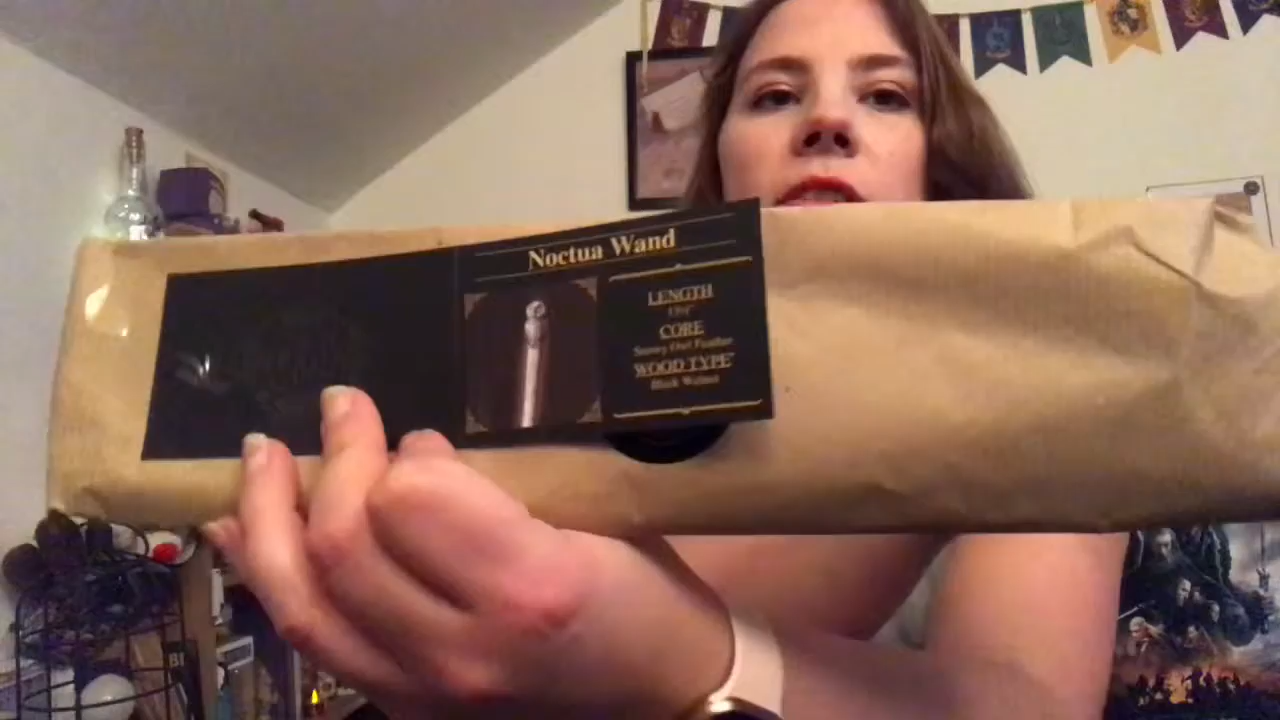 Noctua Wand
LENGTH
CORE
Snowy Owl Feather
WOOD TYPE
Black Walnut